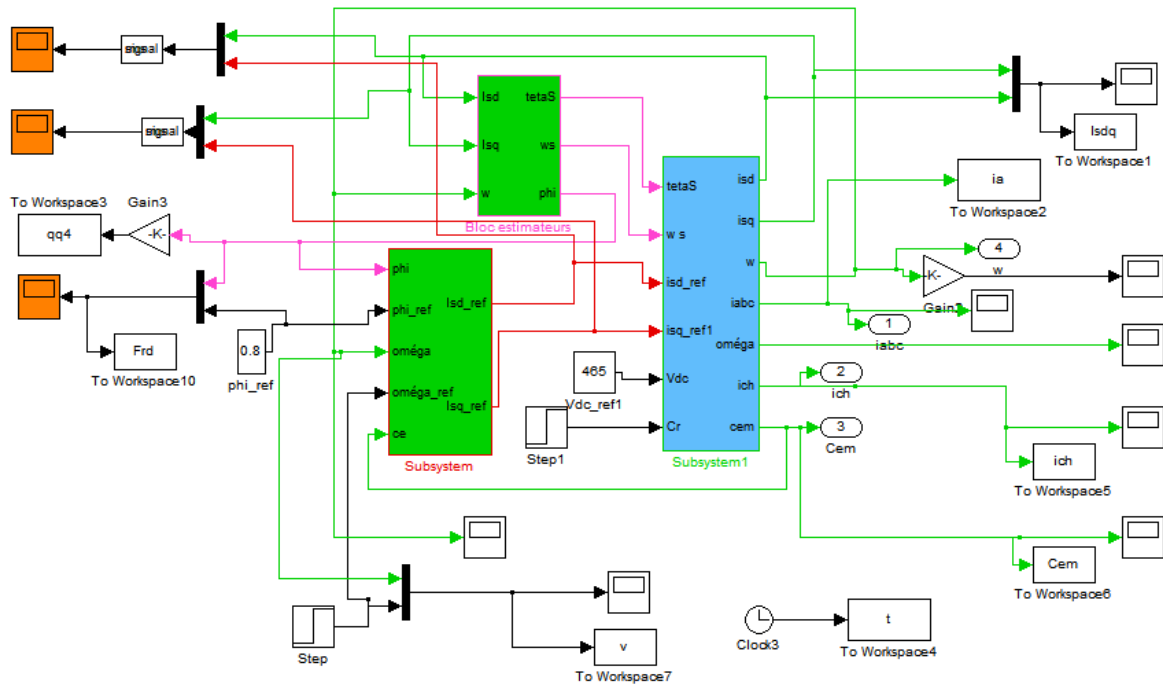 signal
signal
Isd
Isq
w
tetaS
ws
phi
Bloc estimateurs
Isdq
To Workspace1
To Workspace3
Gain3
qq4
-K-
tetaS
w s
isd_ref
isq_ref1
Vdc
Cr
isd
isq
w
iabc
oméga
ich
cem
Subsystem1
ia
To Workspace2
4
w
-K-
1
iabc
phi
phi_ref
oméga
oméga_ref
ce
Isd_ref
Isq_ref
Subsystem
Frd
To Workspace10
0.8
phi_ref
465
Vdc_ref1
Step1
2
ich
3
Cem
ich
To Workspace5
Cem
To Workspace6
Step
v
To Workspace7
Clock3
t
To Workspace4